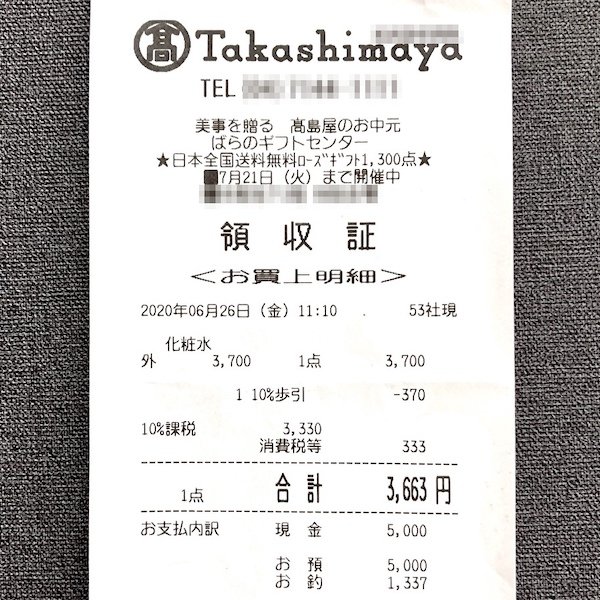 髙 Takashimaya
TEL
美事を贈る 髙島屋のお中元
ばらのギフトセンター
★日本全国送料無料ﾛｰｽﾞｷﾞﾌﾄ1,300点★
7月21日（火）まで開催中
領収証
＜お買上明細＞
2020年06月26日（金）11:10 . 53社現
化粧水
外 3,700 1点 3,700
1 10%歩引 -370
10%課税 3,330
消費税等 333
1点 合計 3,663円
お支払内訳 現金 5,000
お預 5,000
お釣 1,337